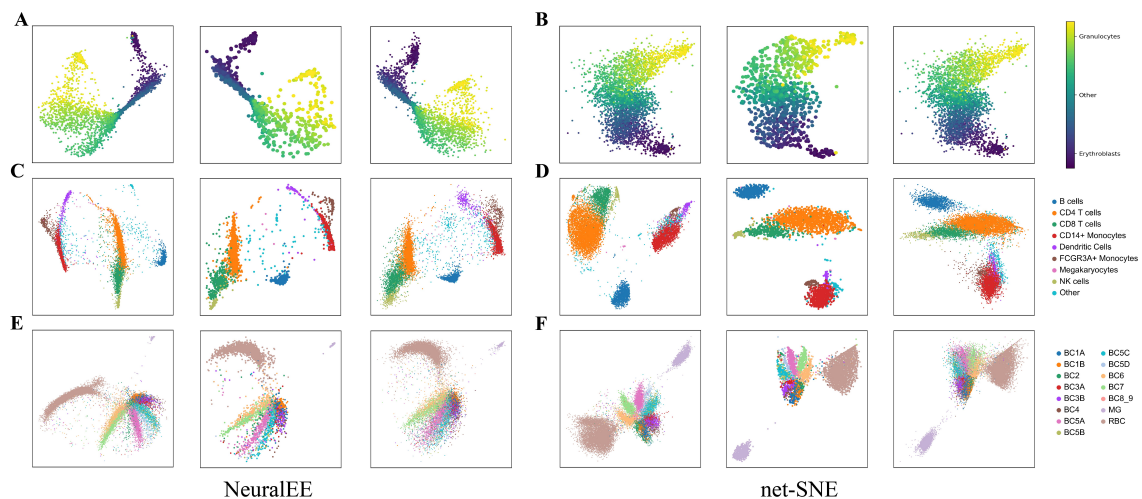 A
B
Granulocytes
Other
Erythroblasts
C
D
B cells
CD4 T cells
CD8 T cells
CD14+ Monocytes
Dendritic Cells
FCGR3A+ Monocytes
Megakaryocytes
NK cells
Other
E
F
BC1A BC5C
BC1B BC5D
BC2 BC6
BC3A BC7
BC3B BC8_9
BC4 MG
BC5A RBC
BC5B
NeuralEE net-SNE